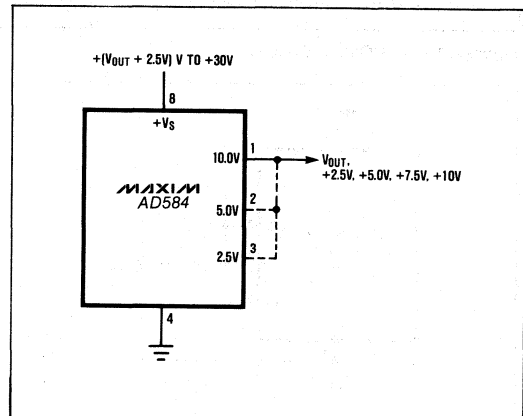 +(VOUT + 2.5V) V TO +30V
8
+VS
1
10.0V
VOUT,
+2.5V, +5.0V, +7.5V, +10V
MAXIM
AD584
2
5.0V
3
2.5V
4